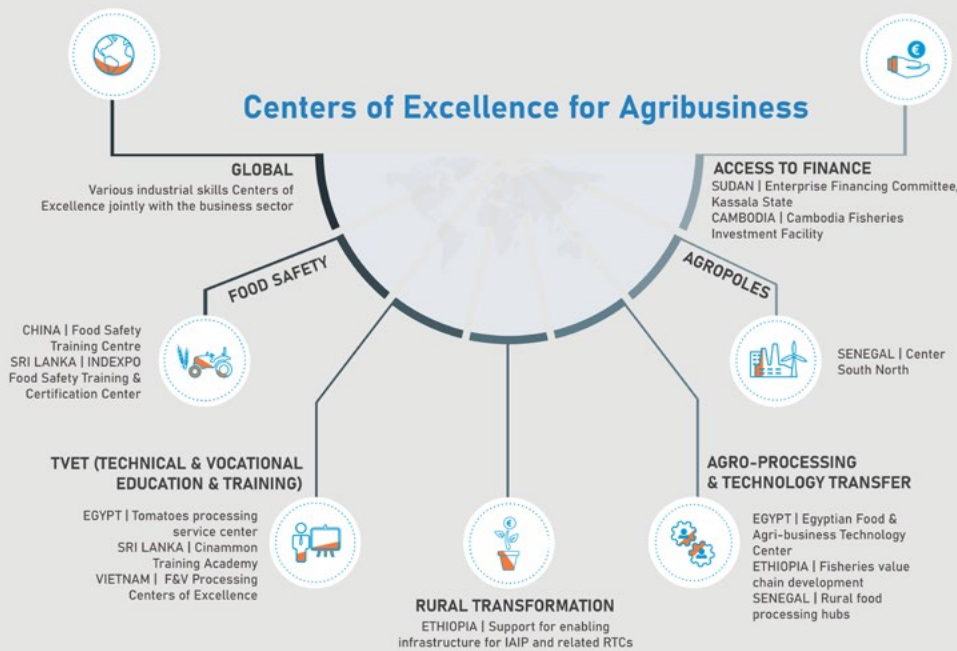 Centers of Excellence for Agribusiness
GLOBAL
Various industrial skills Centers of
Excellence jointly with the business sector
ACCESS TO FINANCE
SUDAN | Enterprise Financing Committee,
Kassala State
CAMBODIA | Cambodia Fisheries
Investment Facility
FOOD SAFETY
CHINA | Food Safety
Training Centre
SRI LANKA | INDEXPO
Food Safety Training &
Certification Center
AGROPOLES
SENEGAL | Center
South North
TVET (TECHNICAL & VOCATIONAL
EDUCATION & TRAINING)
EGYPT | Tomatoes processing
service center
SRI LANKA | Cinammon
Training Academy
VIETNAM | F&V Processing
Centers of Excellence
RURAL TRANSFORMATION
ETHIOPIA | Support for enabling
infrastructure for IAIP and related RTCs
AGRO-PROCESSING
& TECHNOLOGY TRANSFER
EGYPT | Egyptian Food &
Agri-business Technology
Center
ETHIOPIA | Fisheries value
chain development
SENEGAL | Rural food
processing hubs